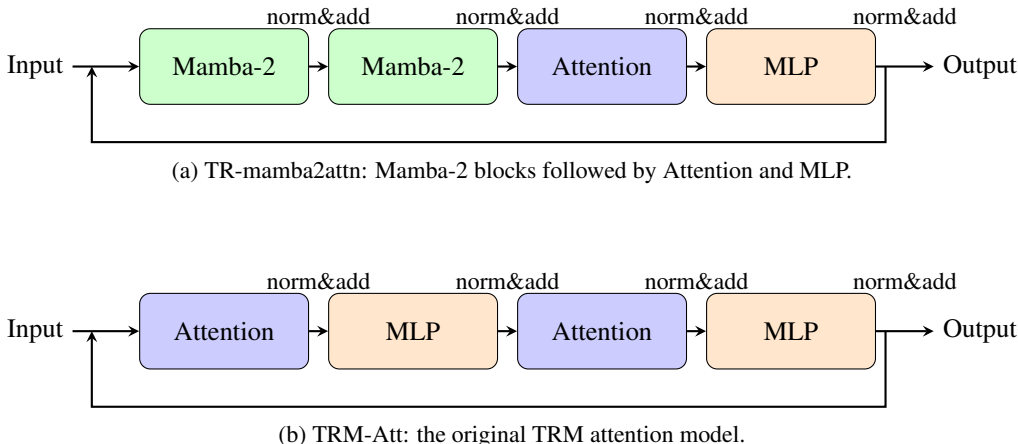 norm&add norm&add norm&add norm&add
Input Mamba-2 Mamba-2 Attention MLP Output
(a) TR-mamba2attn: Mamba-2 blocks followed by Attention and MLP.
norm&add norm&add norm&add norm&add
Input Attention MLP Attention MLP Output
(b) TRM-Att: the original TRM attention model.